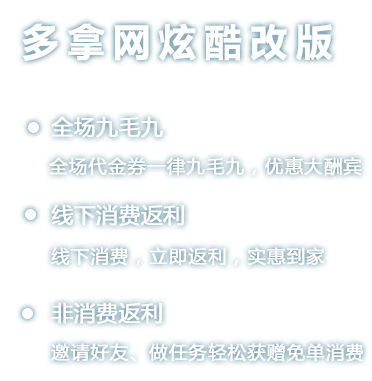 多拿网炫酷改版
全场九毛九
全场代金券一律九毛九，优惠大酬宾
线下消费返利
线下消费，立即返利，实惠到家
非消费返利
邀请好友、做任务轻松获赠免单消费